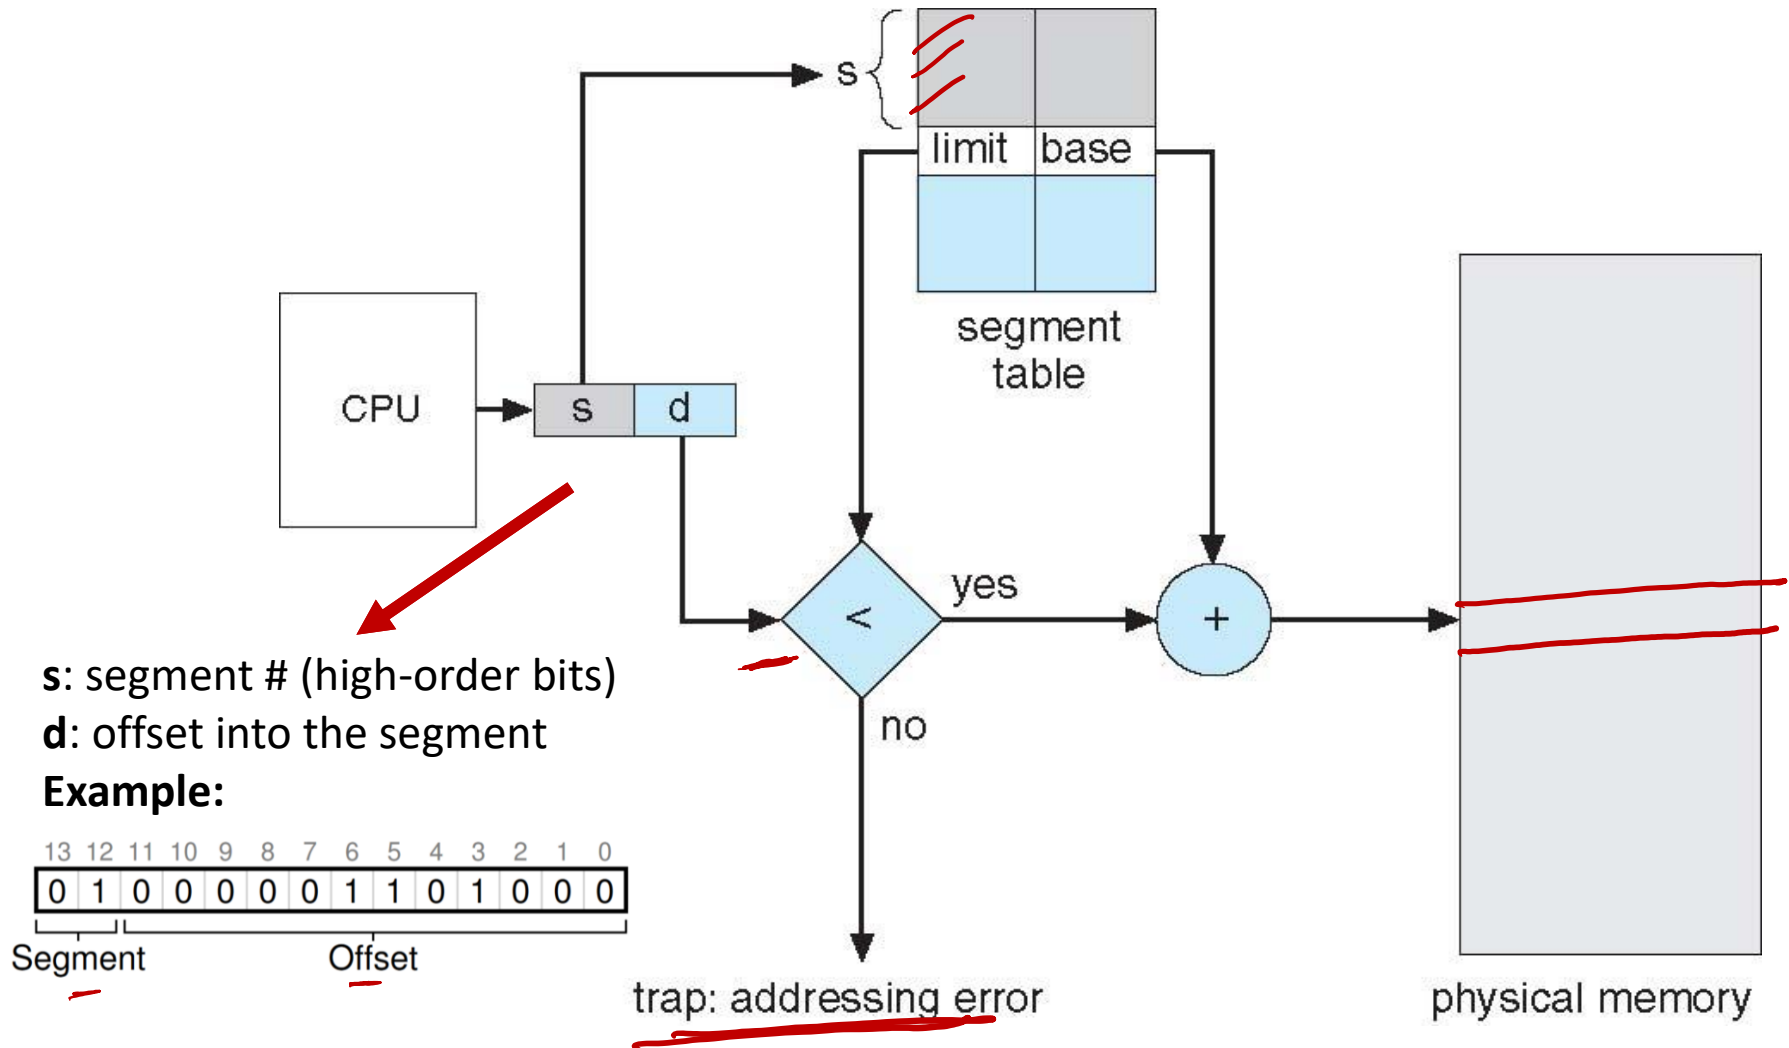 s
limit base
segment
table
CPU
s d
<
yes
+
no
s: segment # (high-order bits)
d: offset into the segment
Example:
13 12 11 10 9 8 7 6 5 4 3 2 1 0
0 1 0 0 0 0 0 1 1 0 1 0 0 0
Segment Offset
trap: addressing error
physical memory